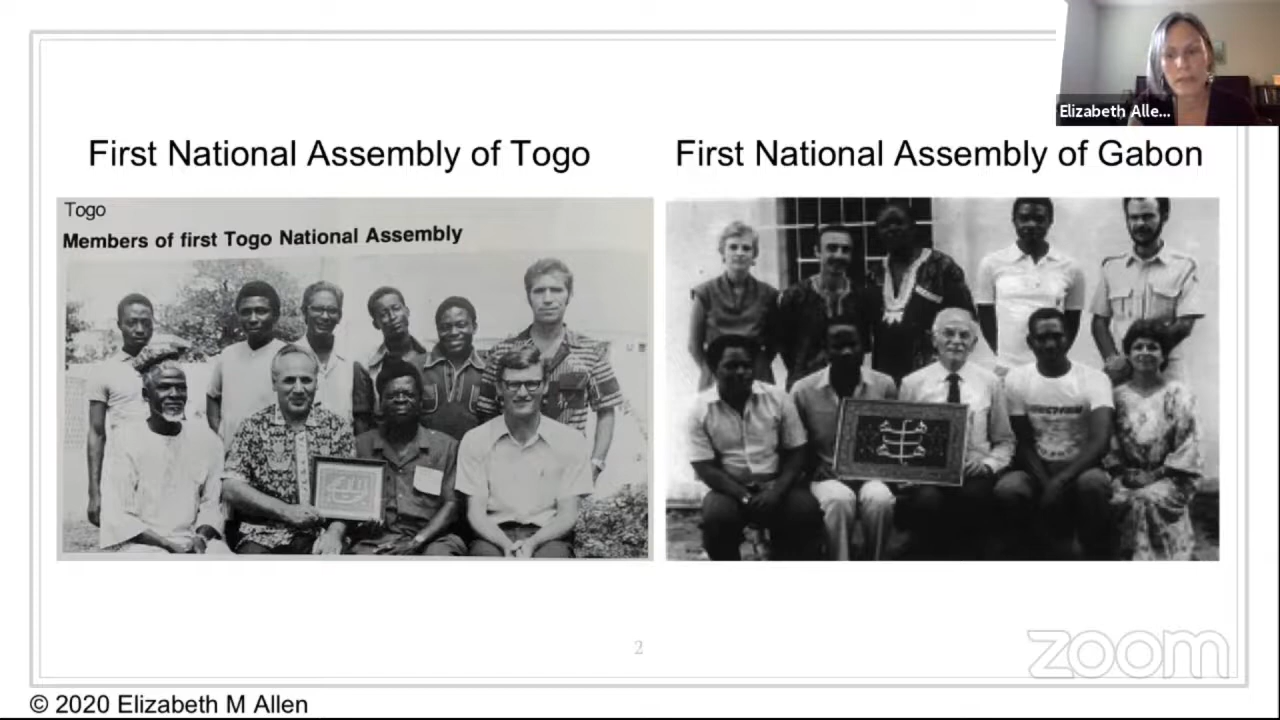 Elizabeth Alle...
First National Assembly of Togo
First National Assembly of Gabon
Togo
Members of first Togo National Assembly
2
zoom
© 2020 Elizabeth M Allen